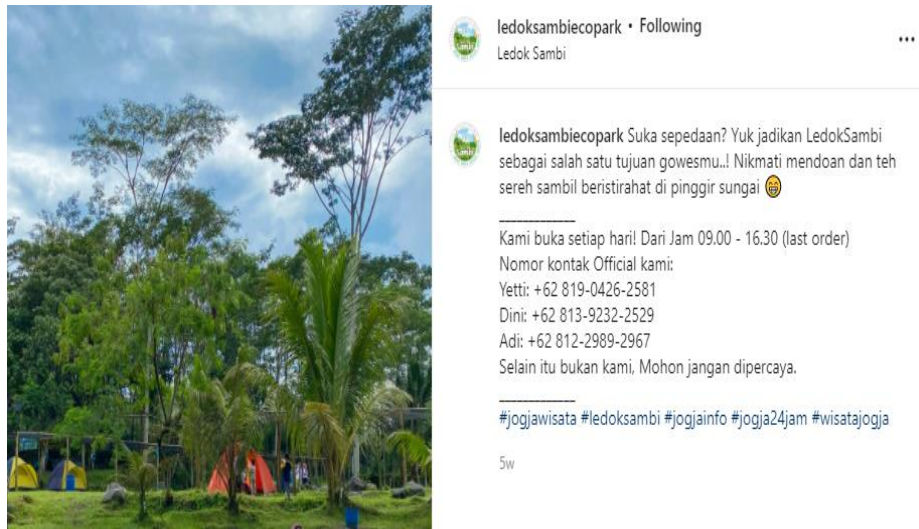 ledoksambiecopark • Following
Ledok Sambi
ledoksambiecopark Suka sepedaan? Yuk jadikan LedokSambi
sebagai salah satu tujuan gowesmu..! Nikmati mendoan dan teh
sereh sambil beristirahat di pinggir sungai 😁
_____________
Kami buka setiap hari! Dari Jam 09.00 - 16.30 (last order)
Nomor kontak Official kami:
Yetti: +62 819-0426-2581
Dini: +62 813-9232-2529
Adi: +62 812-2989-2967
Selain itu bukan kami, Mohon jangan dipercaya.
_____________
#jogjawisata #ledoksambi #jogjainfo #jogja24jam #wisatajogja
5w